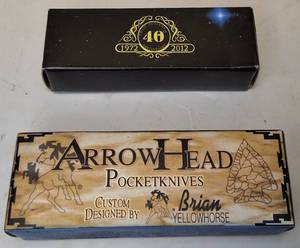 40
1972 2012
ARROWHEAD
POCKETKNIVES
CUSTOM
DESIGNED BY
Brian
YELLOWHORSE